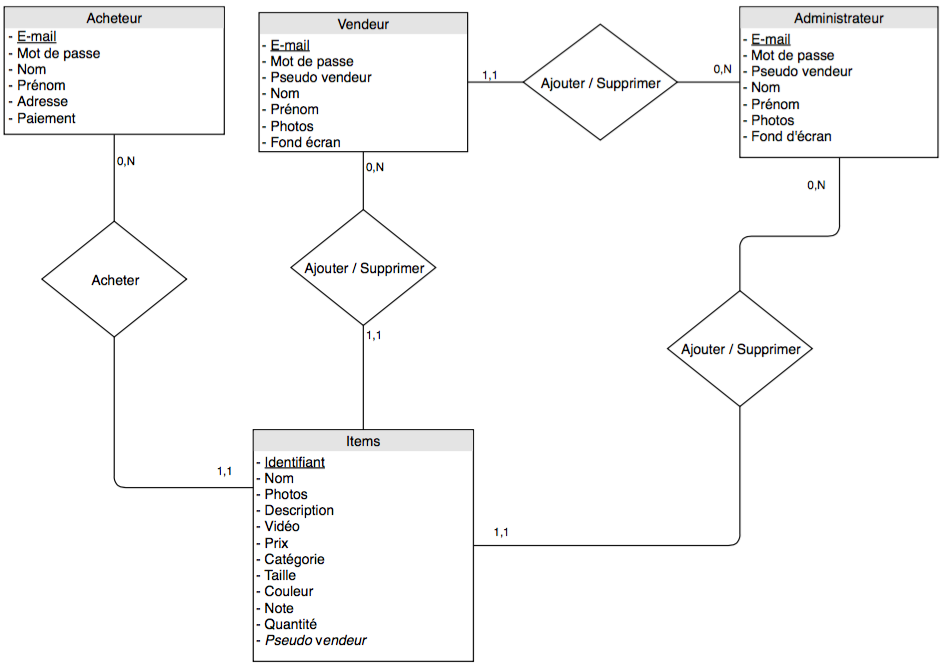 Acheteur
- E-mail
- Mot de passe
- Nom
- Prénom
- Adresse
- Paiement
0,N
Acheter
1,1
Vendeur
- E-mail
- Mot de passe
- Pseudo vendeur
- Nom
- Prénom
- Photos
- Fond écran
1,1
Ajouter / Supprimer
0,N
Administrateur
- E-mail
- Mot de passe
- Pseudo vendeur
- Nom
- Prénom
- Photos
- Fond d'écran
0,N
Ajouter / Supprimer
1,1
0,N
Ajouter / Supprimer
1,1
Items
- Identifiant
- Nom
- Photos
- Description
- Vidéo
- Prix
- Catégorie
- Taille
- Couleur
- Note
- Quantité
- Pseudo vendeur